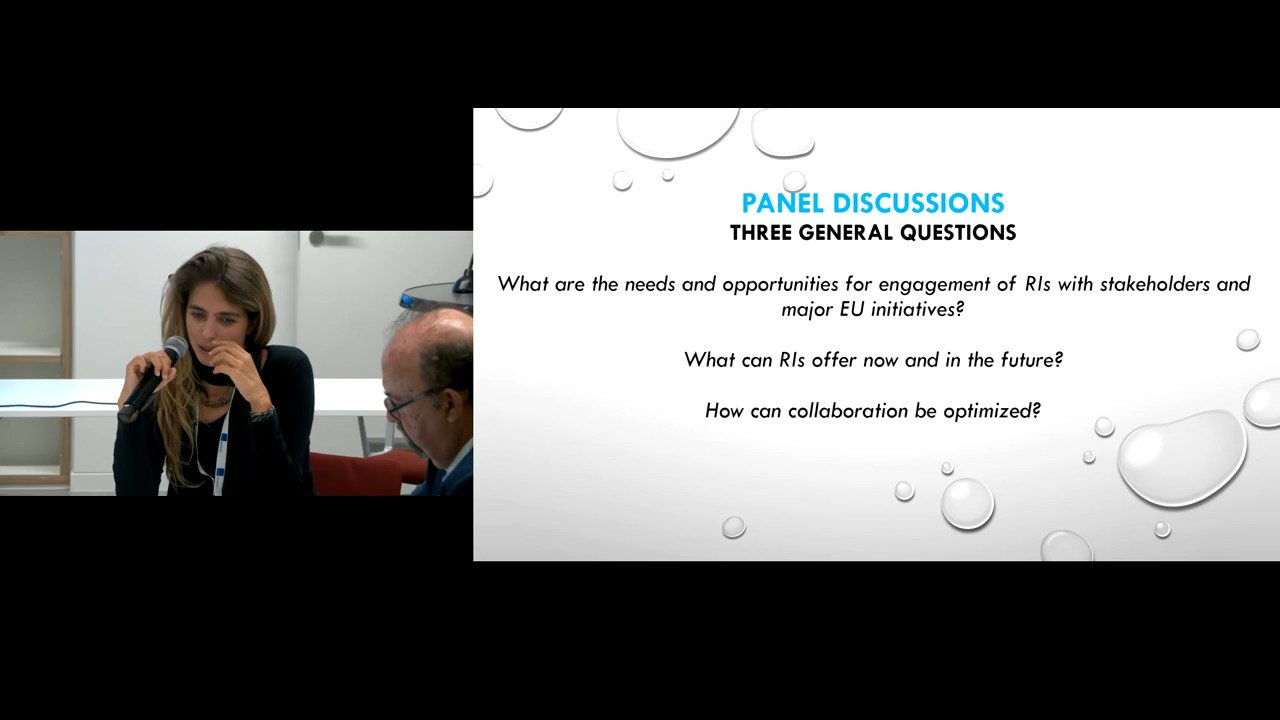 PANEL DISCUSSIONS
THREE GENERAL QUESTIONS
What are the needs and opportunities for engagement of RIs with stakeholders and
major EU initiatives?
What can RIs offer now and in the future?
How can collaboration be optimized?